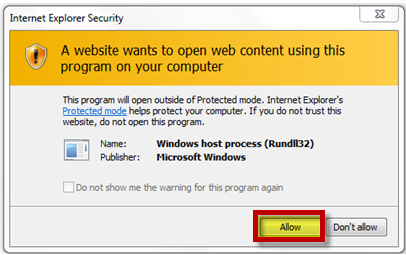 Internet Explorer Security
A website wants to open web content using this
program on your computer
This program will open outside of Protected mode. Internet Explorer's
Protected mode helps protect your computer. If you do not trust this
website, do not open this program.
Name: Windows host process (Rundll32)
Publisher: Microsoft Windows
Do not show me the warning for this program again
Allow Don't allow